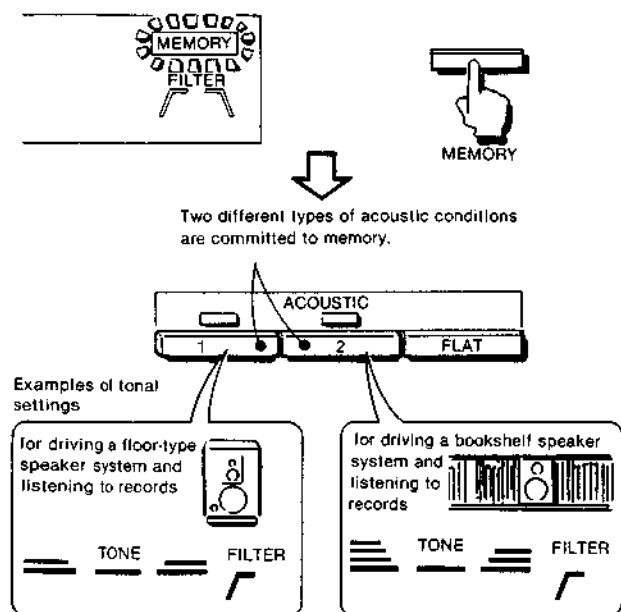 MEMORY
FILTER
MEMORY
Two different types of acoustic conditions
are committed to memory.
ACOUSTIC
1 2 FLAT
Examples of tonal
settings
for driving a floor-type
speaker system and
listening to records
TONE FILTER
for driving a bookshelf speaker
system and
listening to
records
TONE FILTER